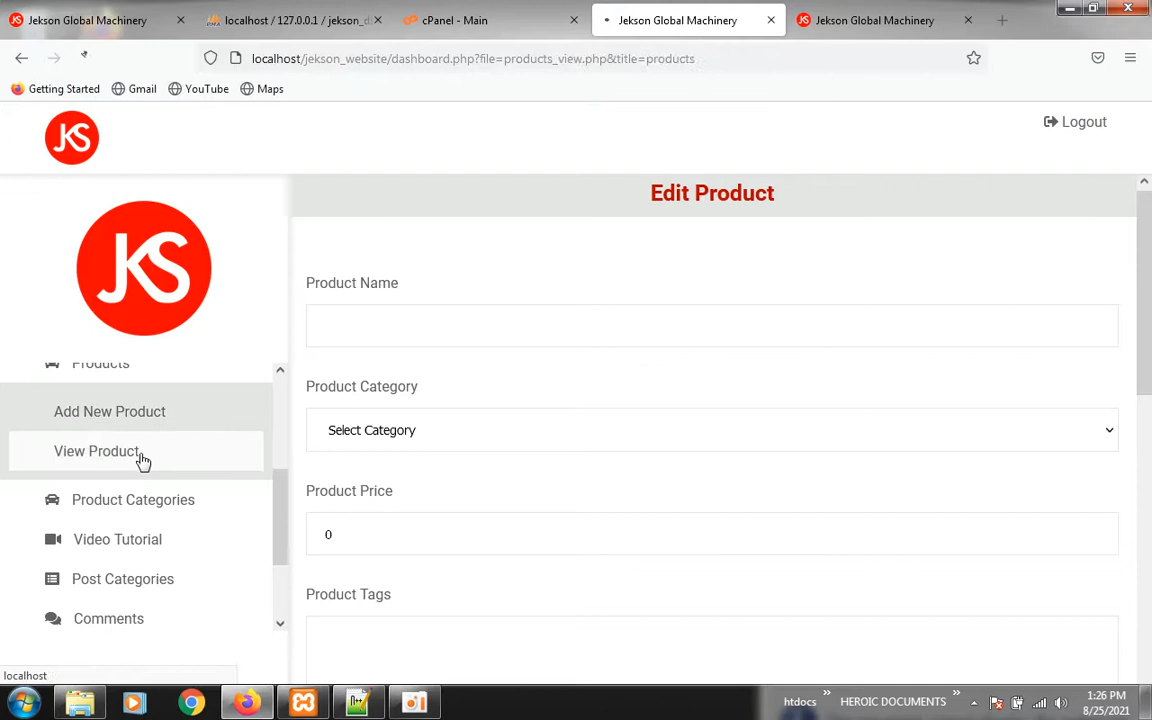 Jekson Global Machinery
localhost / 127.0.0.1 / jekson_d
cPanel - Main
Jekson Global Machinery
Jekson Global Machinery
localhost/jekson_website/dashboard.php?file=products_view.php&title=products
Getting Started
Gmail
YouTube
Maps
JKS
Logout
JKS
Edit Product
Product Name
Products
Product Category
Add New Product
Select Category
View Product
Product Price
Product Categories
0
Video Tutorial
Post Categories
Product Tags
Comments
localhost
htdocs
HEROIC DOCUMENTS
1:26 PM
8/25/2021